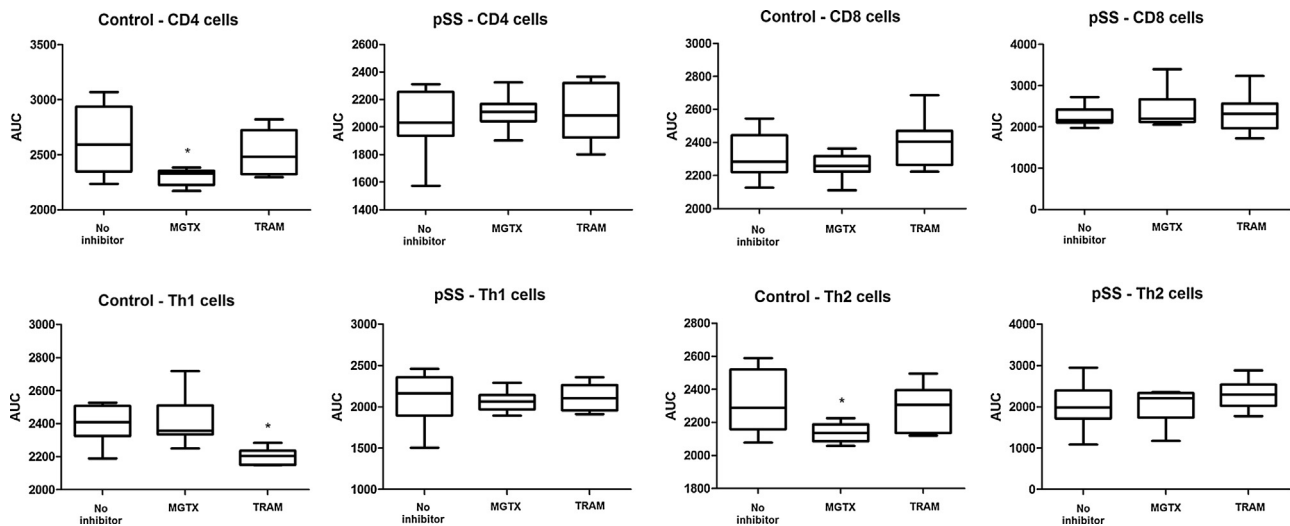 Control - CD4 cells
3500
3000
2500
2000
AUC
*
No inhibitor
MGTX
TRAM
pSS - CD4 cells
2600
2400
2200
2000
1800
1600
1400
AUC
No inhibitor
MGTX
TRAM
Control - CD8 cells
3000
2800
2600
2400
2200
2000
AUC
No inhibitor
MGTX
TRAM
pSS - CD8 cells
4000
3000
2000
1000
0
AUC
No inhibitor
MGTX
TRAM
Control - Th1 cells
3000
2800
2600
2400
2200
2000
AUC
*
No inhibitor
MGTX
TRAM
pSS - Th1 cells
3000
2500
2000
1500
1000
AUC
No inhibitor
MGTX
TRAM
Control - Th2 cells
2800
2600
2400
2200
2000
1800
AUC
*
No inhibitor
MGTX
TRAM
pSS - Th2 cells
4000
3000
2000
1000
0
AUC
No inhibitor
MGTX
TRAM